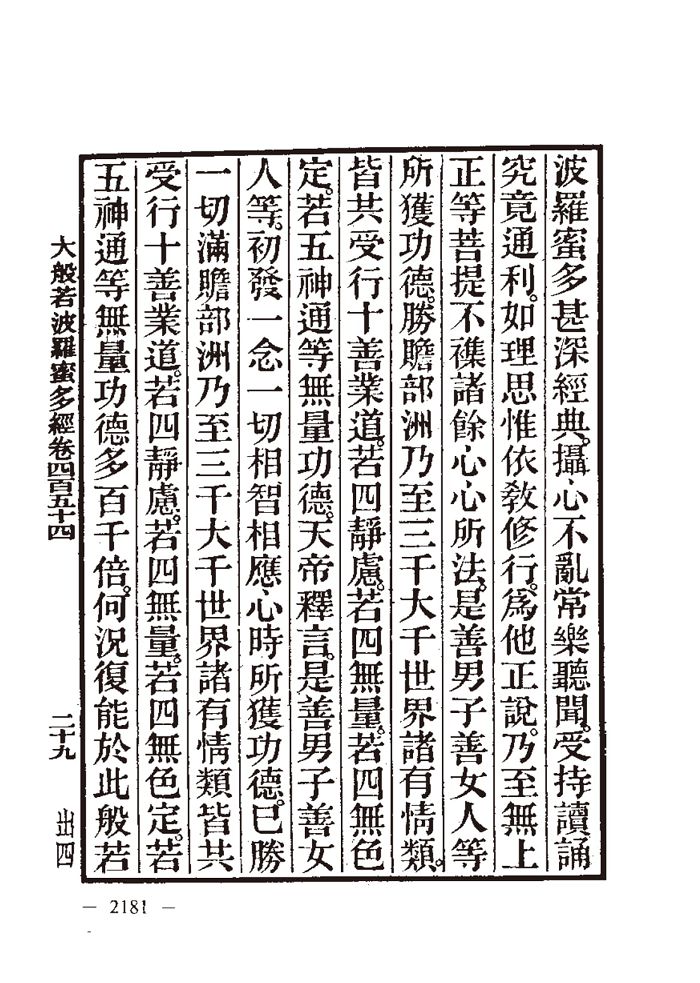 波羅蜜多甚深經典。攝心不亂常樂聽聞。受持讀誦
究竟通利。如理思惟依敎修行。爲他正說。乃至無上
正等菩提不襍諸餘心心所法。是善男子善女人等
所獲功德。勝贍部洲乃至三千大千世界諸有情類。
皆共受行十善業道。若四靜慮。若四無量。若四無色
定。若五神通等無量功德。天帝釋言。是善男子善女
人等。初發一念一切相智相應心時所獲功德。已勝
一切滿贍部洲乃至三千大千世界諸有情類皆共
受行十善業道。若四靜慮。若四無量。若四無色定。若
五神通等無量功德多百千倍。何況復能於此般若
大般若波羅蜜多經卷四百五十四
二十九
出四
— 2181 —